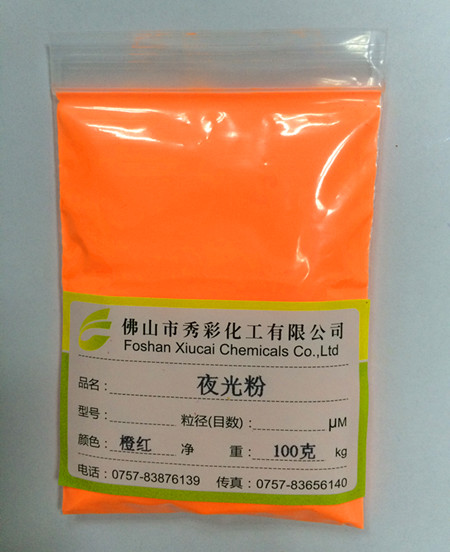 佛山市秀彩化工有限公司
Foshan Xiucai Chemicals Co.,Ltd
品名: 夜光粉
型号: 粒径(目数): μM
颜色: 橙红 净 重: 100克 kg
电话:0757-83876139 传真:0757-83656140